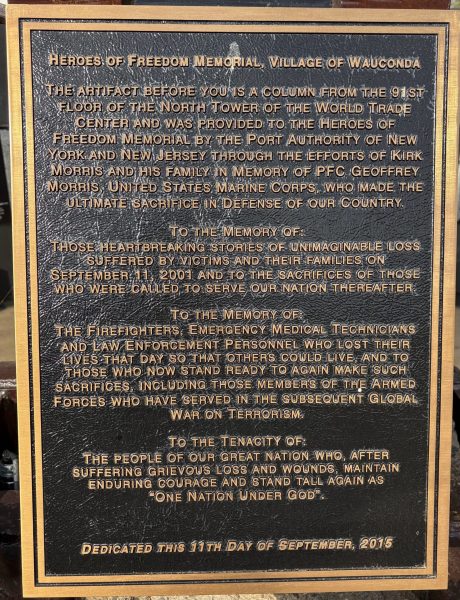 Heroes of Freedom Memorial, Village of Wauconda
The artifact before you is a column from the 91st
floor of the North Tower of the World Trade
Center and was provided to the Heroes of
Freedom Memorial by the Port Authority of New
York and New Jersey through the efforts of Kirk
Morris and his family in Memory of PFC Geoffrey
Morris, United States Marine Corps, who made the
ultimate sacrifice in Defense of our Country.
To the Memory of:
Those heartbreaking stories of unimaginable loss
suffered by victims and their families on
September 11, 2001 and to the sacrifices of those
who were called to serve our nation thereafter.
To the Memory of:
The Firefighters, Emergency Medical Technicians
and Law Enforcement Personnel who lost their
lives that day so that others could live, and to
those who now stand ready to again make such
sacrifices, including those members of the Armed
Forces who have served in the subsequent Global
War on Terrorism.
To the Tenacity of:
The people of our great nation who, after
suffering grievous loss and wounds, maintain
enduring courage and stand tall again as
"One Nation Under God".
Dedicated this 11th Day of September, 2015